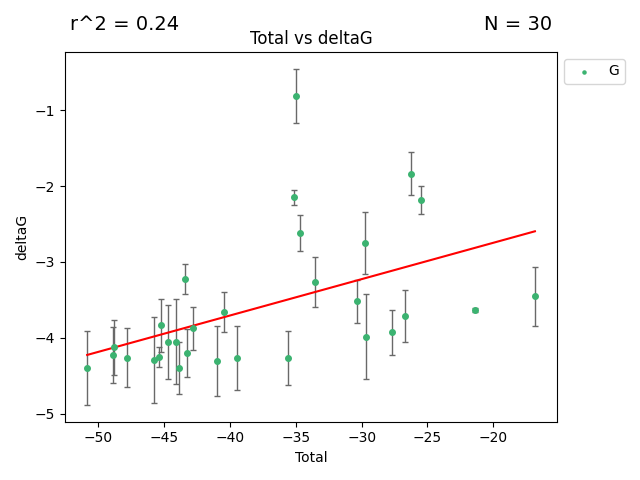 r^2 = 0.24
N = 30
Total vs deltaG
G
−1
−2
−3
−4
−5
deltaG
−50
−45
−40
−35
−30
−25
−20
Total